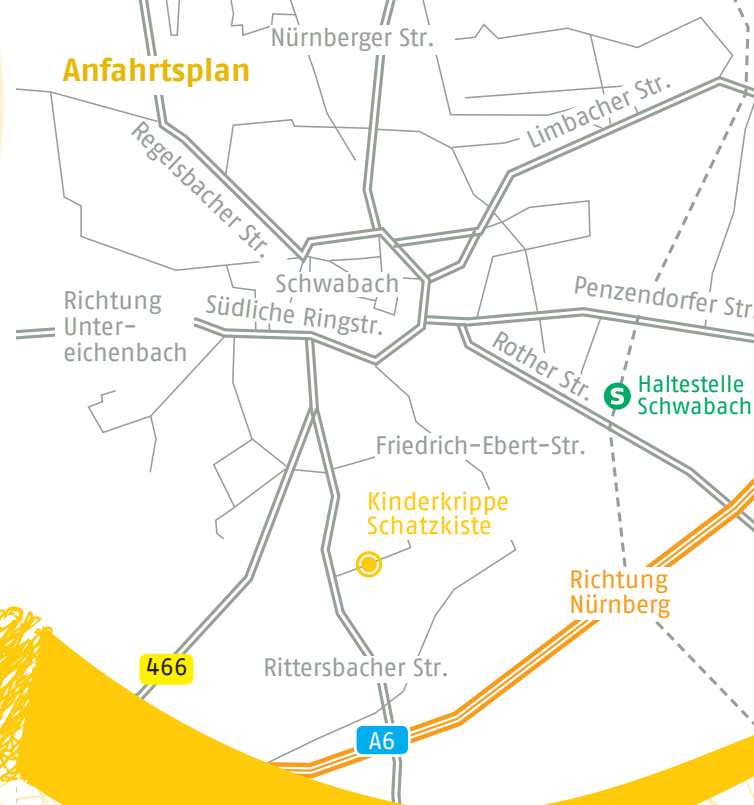 Nürnberger Str.
Anfahrtsplan
Limbacher Str.
Regelsbacher Str.
Schwabach
Penzendorfer Str.
Richtung
Unter-
eichenbach
Südliche Ringstr.
Rother Str.
S
Haltestelle
Schwabach
Friedrich-Ebert-Str.
Kinderkrippe
Schatzkiste
Richtung
Nürnberg
466
Rittersbacher Str.
A6